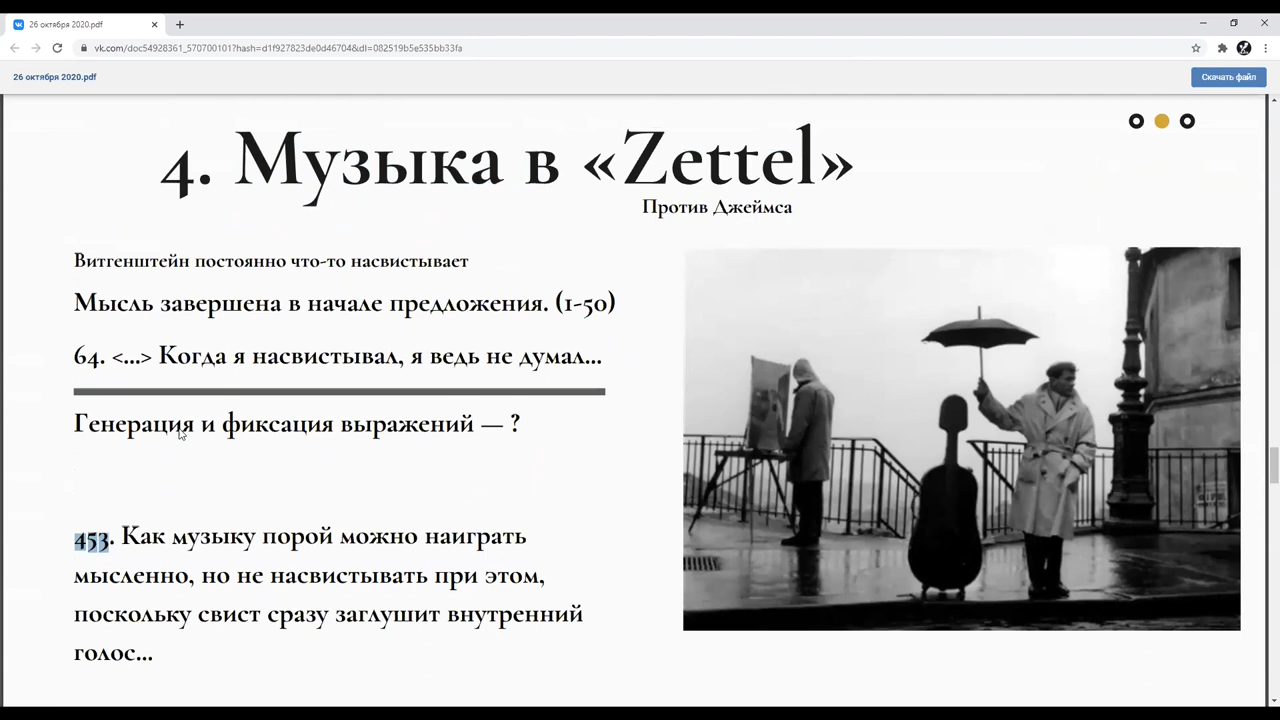 26 октября 2020.pdf
vk.com/doc54928361_570700101?hash=d1f927823de0d46704&dl=082519b5e535bb33fa
26 октября 2020.pdf
Скачать файл
4. Музыка в «Zettel»
Против Джеймса
Витгенштейн постоянно что-то насвистывает
Мысль завершена в начале предложения. (1-50)
64. <...> Когда я насвистывал, я ведь не думал...
Генерация и фиксация выражений — ?
453. Как музыку порой можно наиграть
мысленно, но не насвистывать при этом,
поскольку свист сразу заглушит внутренний
голос...